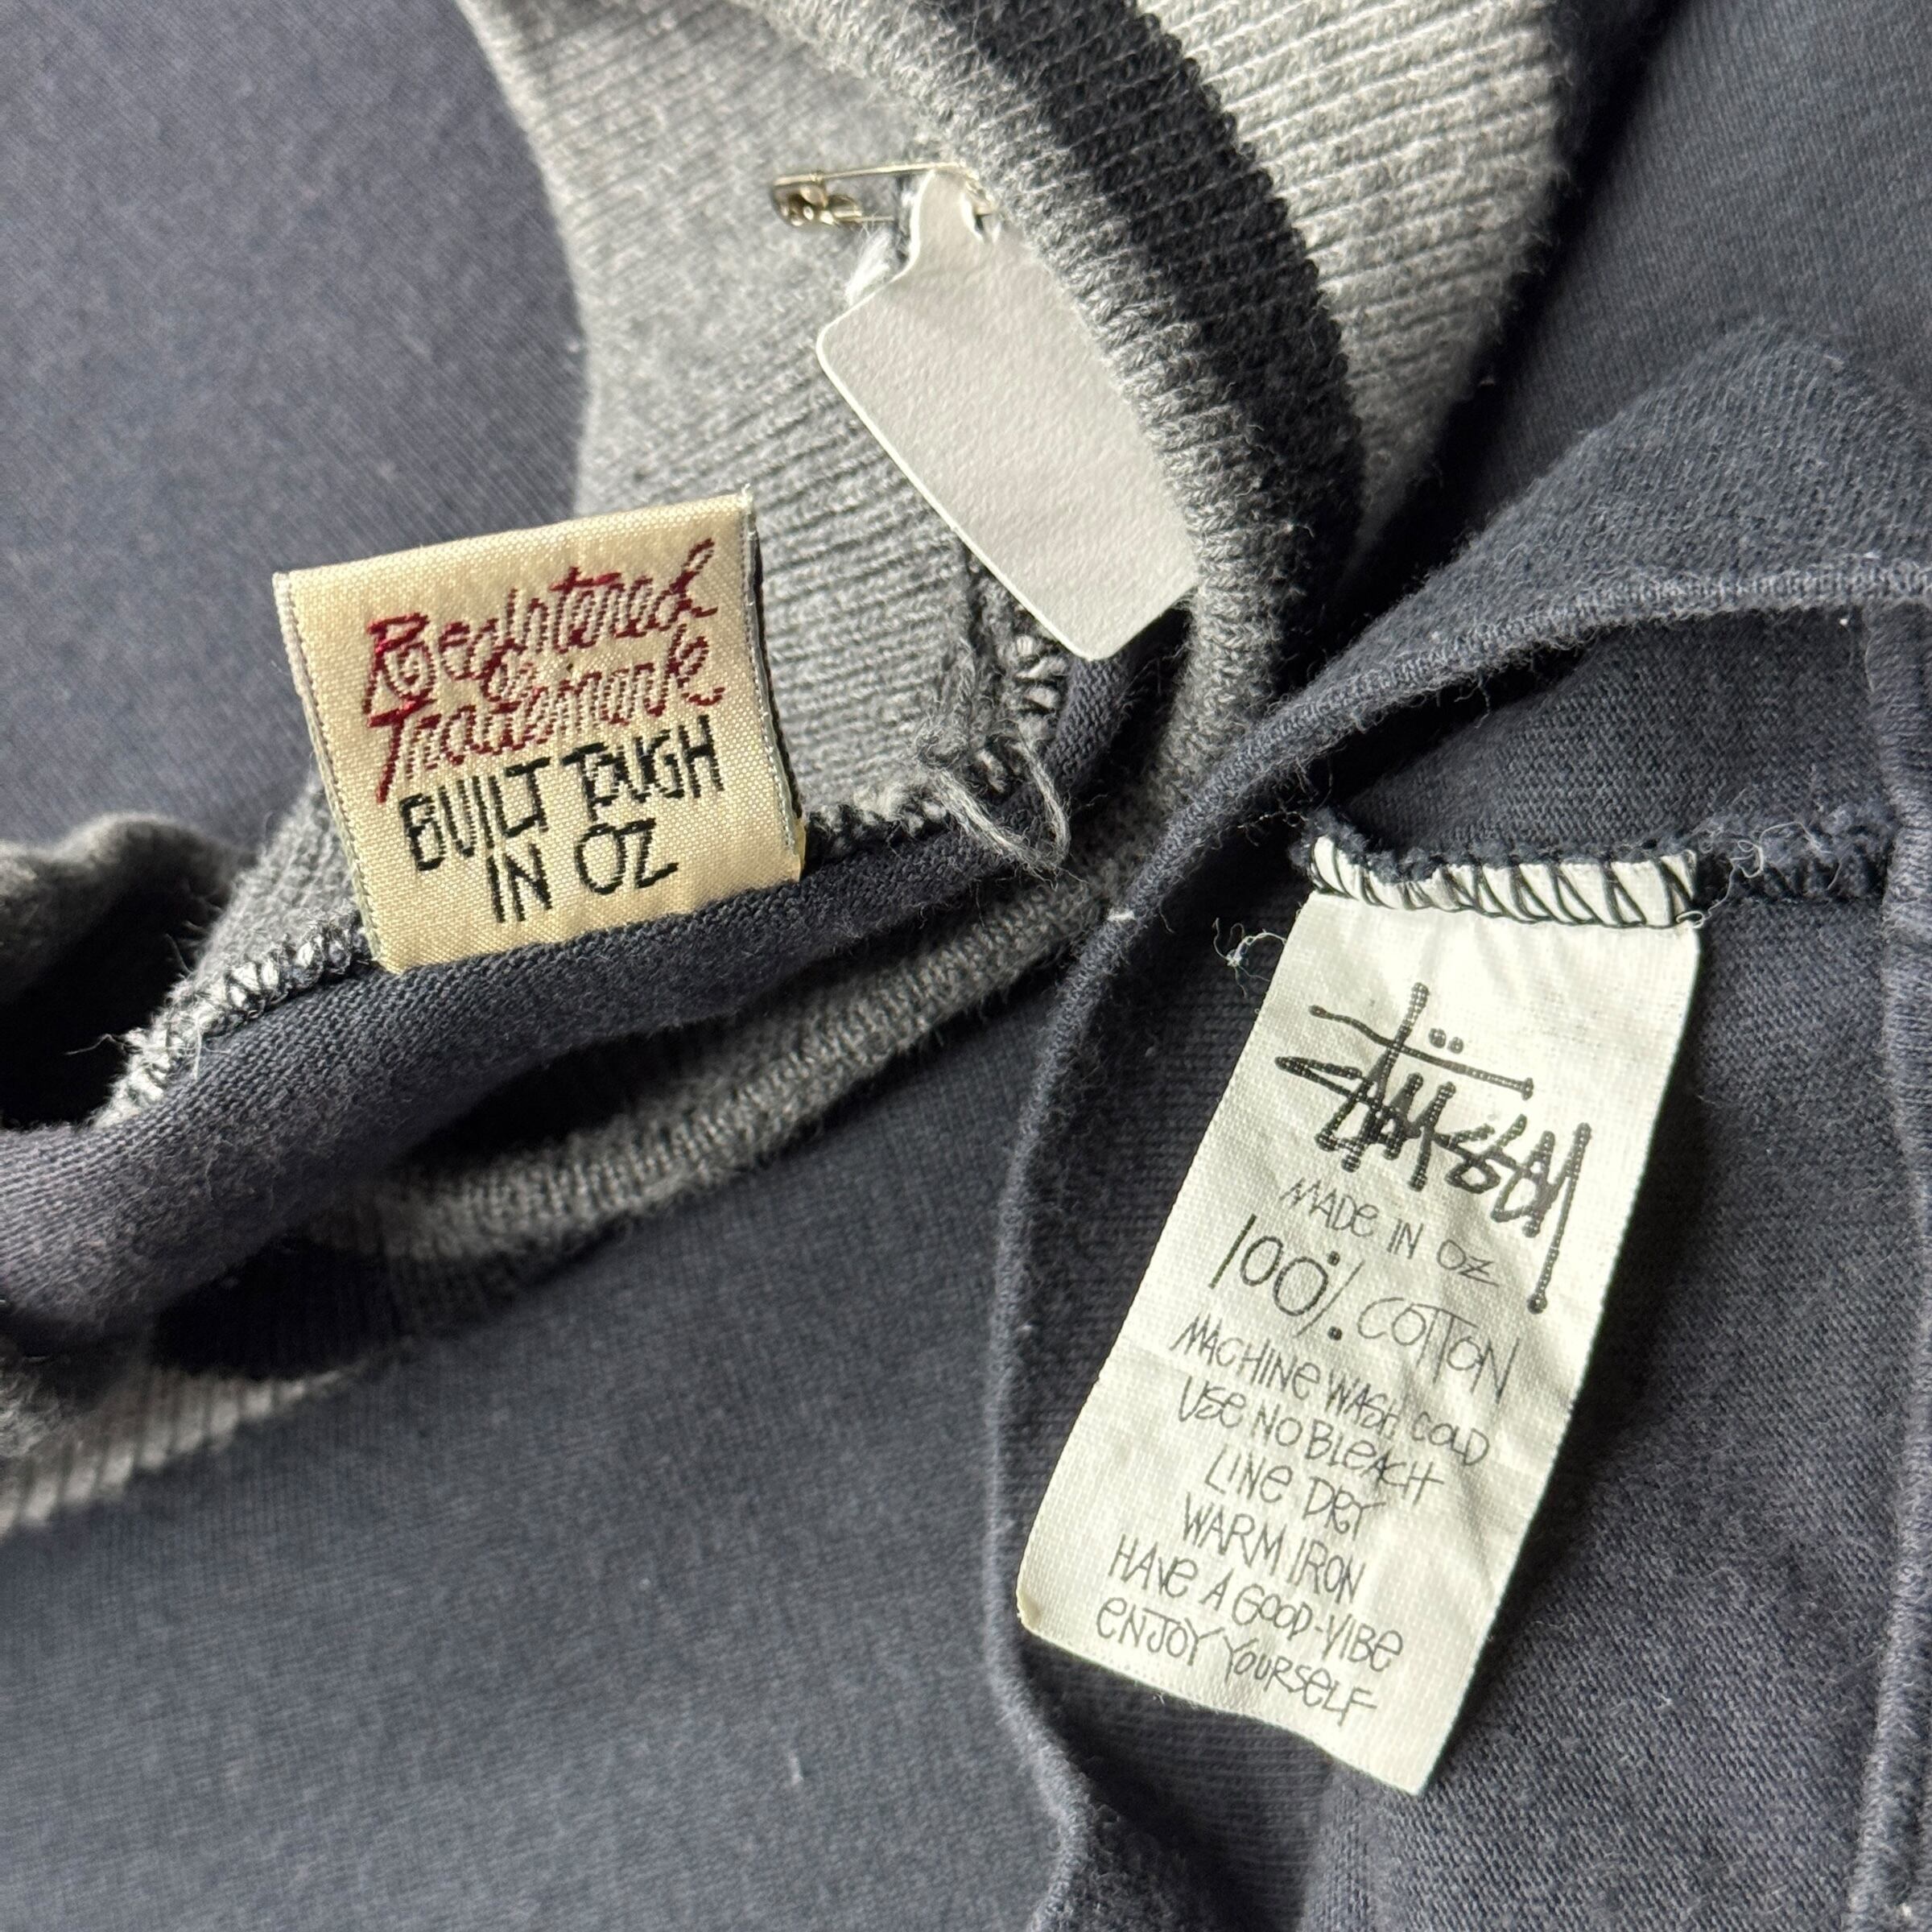 Registered
Trademark
BUILT TOUGH
IN OZ
STÜSSY
MADE IN OZ
100% COTTON
MACHINE WASH COLD
USE NO BLEACH
LINE DRY
WARM IRON
HAVE A GOOD-VIBE
ENJOY YOURSELF